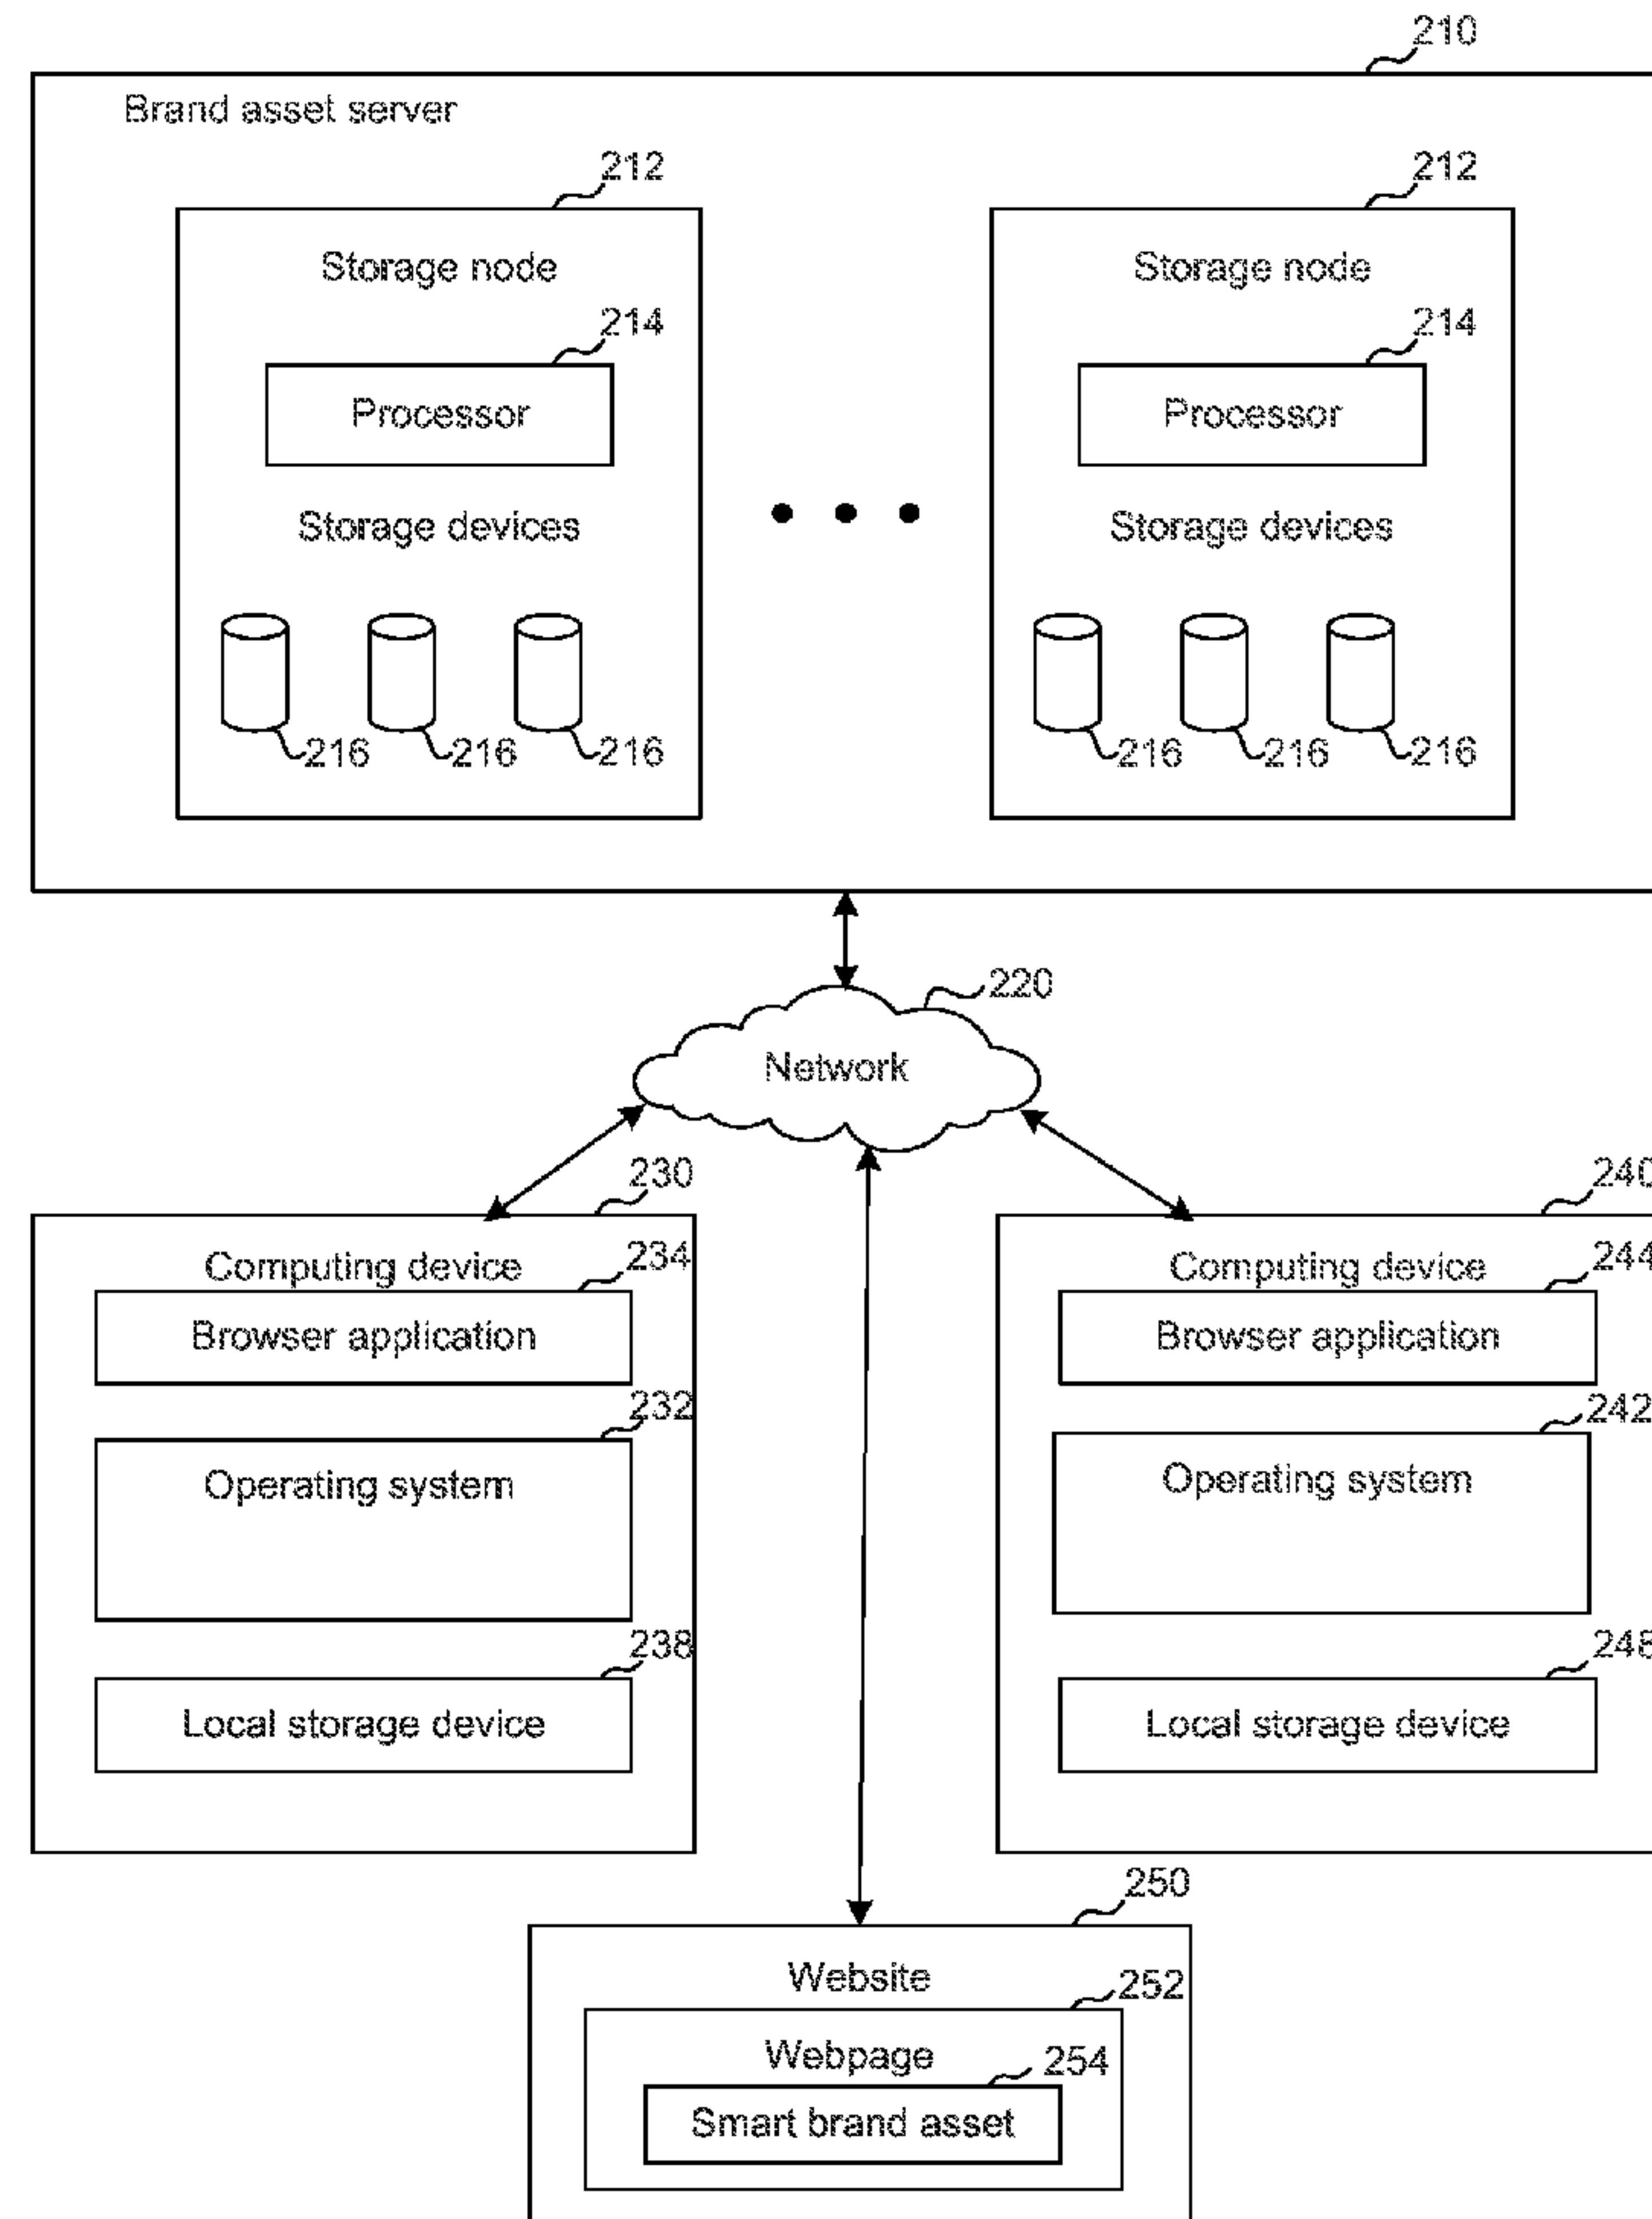 210
Brand asset server
212
212
Storage node
Storage node
214
214
Processor
Processor
Storage devices
Storage devices
216
216
216
216
216
216
220
Network
230
240
Computing device
234
Computing device
244
Browser application
Browser application
232
242
Operating system
Operating system
238
248
Local storage device
Local storage device
250
Website
252
Webpage
254
Smart brand asset